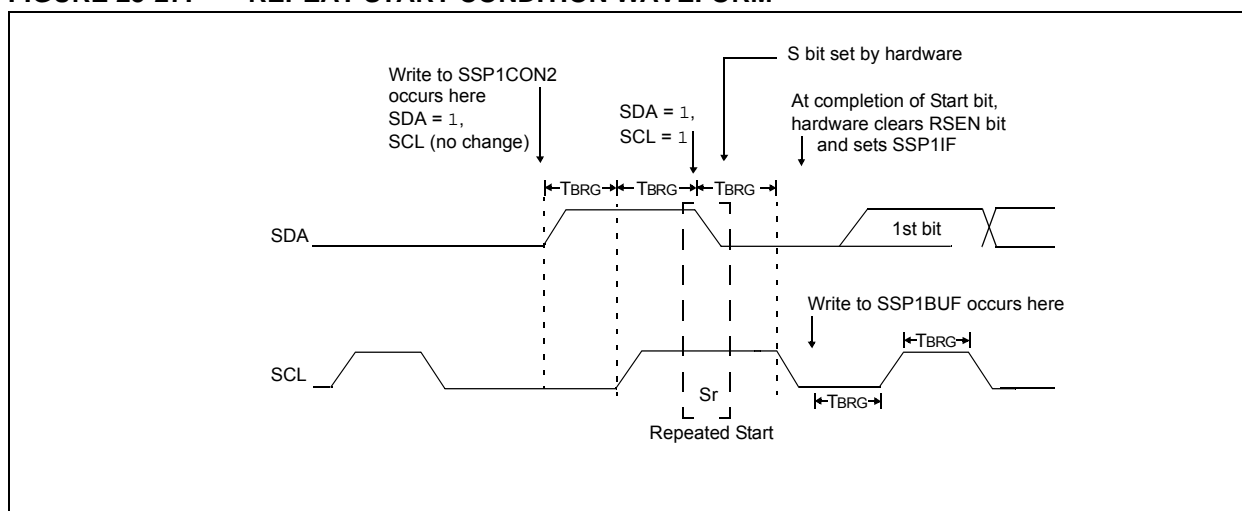 S bit set by hardware
Write to SSP1CON2
occurs here
SDA = 1,
SCL (no change)
SDA = 1,
SCL = 1
At completion of Start bit,
hardware clears RSEN bit
and sets SSP1IF
TBRG TBRG TBRG
SDA
1st bit
Write to SSP1BUF occurs here
TBRG
SCL
Sr
TBRG
Repeated Start